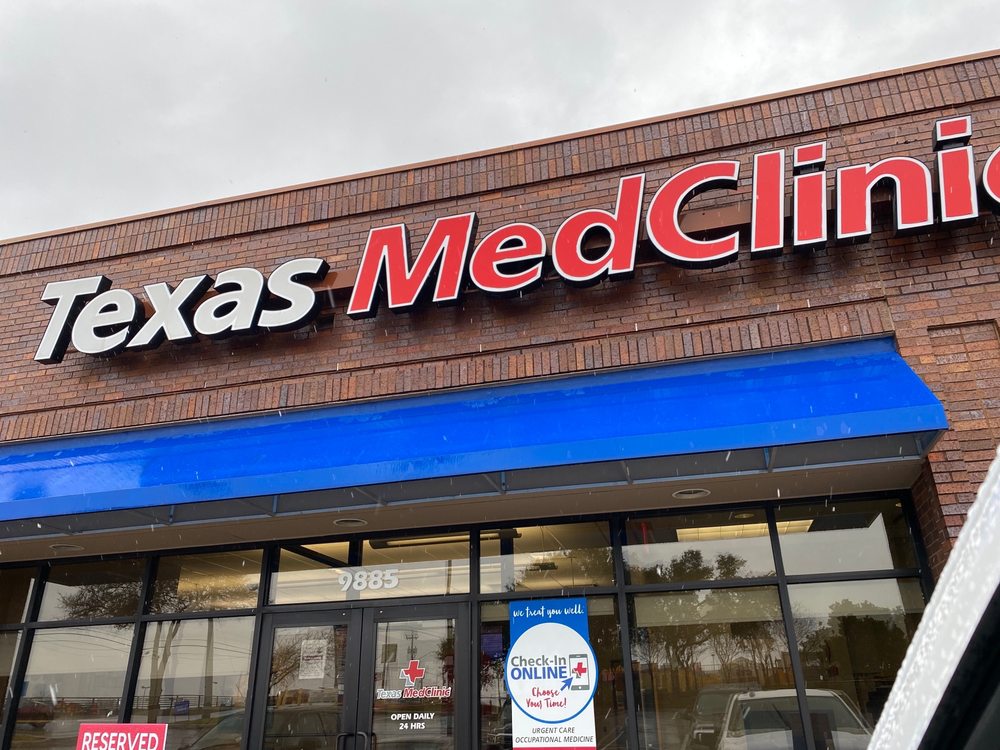 Texas MedClinic
9885
we treat you well.
Check-In
ONLINE
Choose
Your Time!
URGENT CARE
OCCUPATIONAL MEDICINE
Texas MedClinic
OPEN DAILY
24 HRS
RESERVED